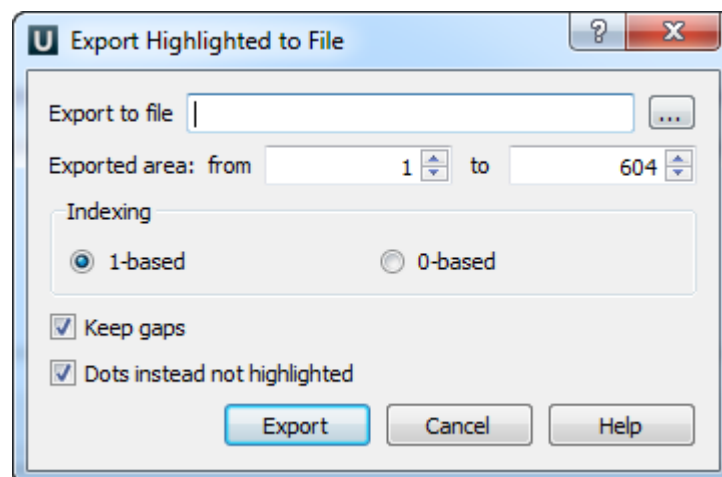 U Export Highlighted to File ?
Export to file ...
Exported area: from 1 to 604
Indexing
1-based 0-based
Keep gaps
Dots instead not highlighted
Export Cancel Help